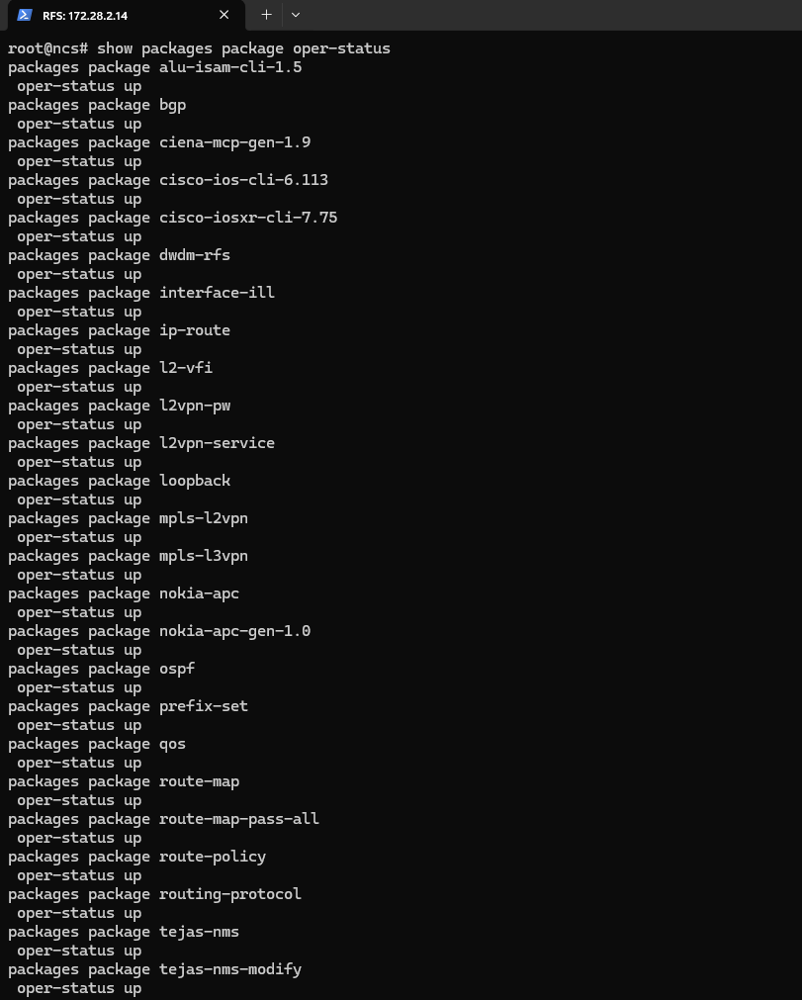 RFS: 172.28.2.14
root@ncs# show packages package oper-status
packages package alu-isam-cli-1.5
 oper-status up
packages package bgp
 oper-status up
packages package ciena-mcp-gen-1.9
 oper-status up
packages package cisco-ios-cli-6.113
 oper-status up
packages package cisco-iosxr-cli-7.75
 oper-status up
packages package dwdm-rfs
 oper-status up
packages package interface-ill
 oper-status up
packages package ip-route
 oper-status up
packages package l2-vfi
 oper-status up
packages package l2vpn-pw
 oper-status up
packages package l2vpn-service
 oper-status up
packages package loopback
 oper-status up
packages package mpls-l2vpn
 oper-status up
packages package mpls-l3vpn
 oper-status up
packages package nokia-apc
 oper-status up
packages package nokia-apc-gen-1.0
 oper-status up
packages package ospf
 oper-status up
packages package prefix-set
 oper-status up
packages package qos
 oper-status up
packages package route-map
 oper-status up
packages package route-map-pass-all
 oper-status up
packages package route-policy
 oper-status up
packages package routing-protocol
 oper-status up
packages package tejas-nms
 oper-status up
packages package tejas-nms-modify
 oper-status up